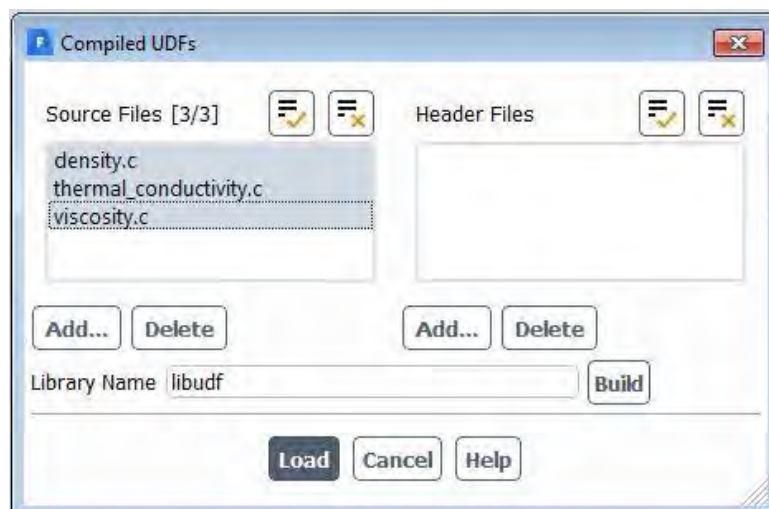 F Compiled UDFs
Source Files [3/3]
Header Files
density.c
thermal_conductivity.c
viscosity.c
Add... Delete
Add... Delete
Library Name libudf Build
Load Cancel Help